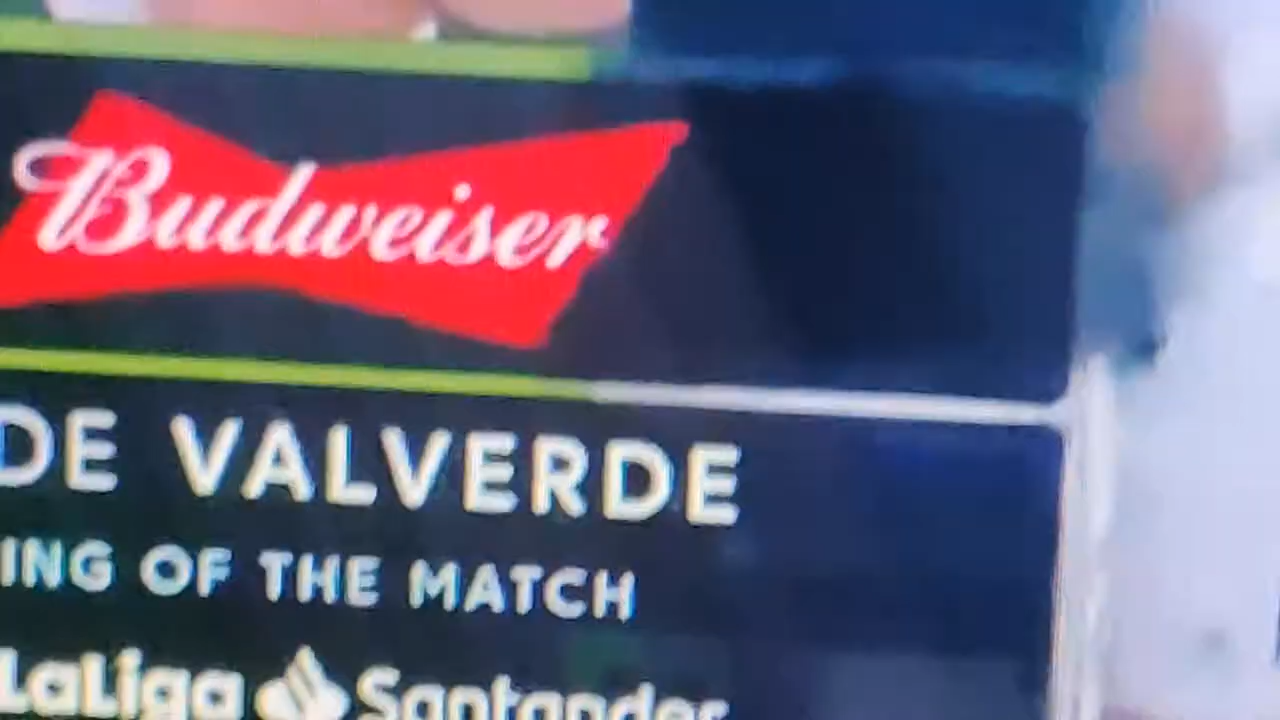 Budweiser
DE VALVERDE
ING OF THE MATCH
LaLiga Santander